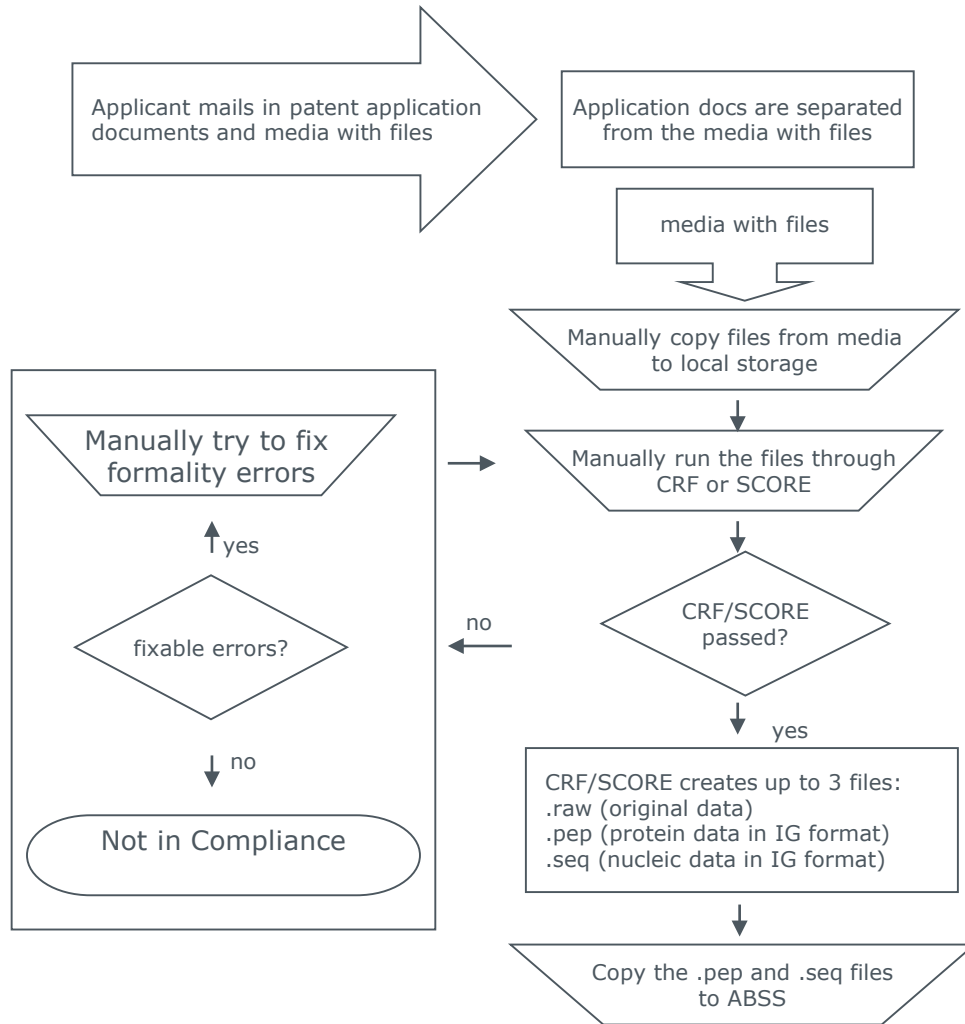 Applicant mails in patent application
documents and media with files
Application docs are separated
from the media with files
media with files
Manually copy files from media
to local storage
Manually try to fix
formality errors
Manually run the files through
CRF or SCORE
yes
fixable errors?
no
CRF/SCORE
passed?
no
Not in Compliance
yes
CRF/SCORE creates up to 3 files:
.raw (original data)
.pep (protein data in IG format)
.seq (nucleic data in IG format)
Copy the .pep and .seq files
to ABSS